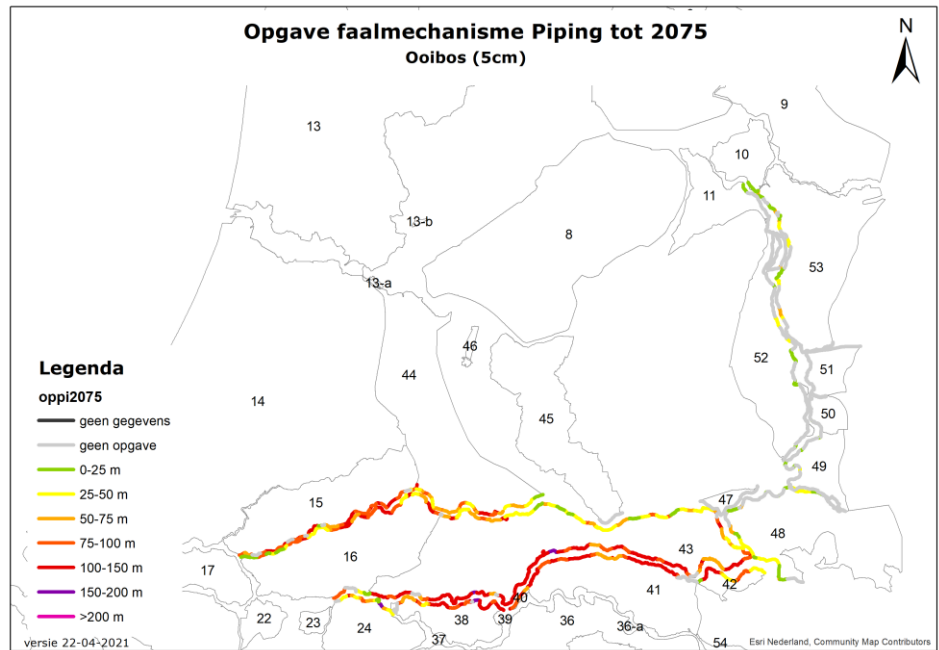 Opgave faalmechanisme Piping tot 2075
Ooibos (5cm)
N
9
13
10
11
13-b
8
53
13-a
46
52
44
51
14
45
50
49
15
47
48
16
43
17
42
41
40
22
23
24
38
39
36
36-a
37
54
Legenda
oppi2075
geen gegevens
geen opgave
0-25 m
25-50 m
50-75 m
75-100 m
100-150 m
150-200 m
>200 m
versie 22-04-2021
Esri Nederland, Community Map Contributors